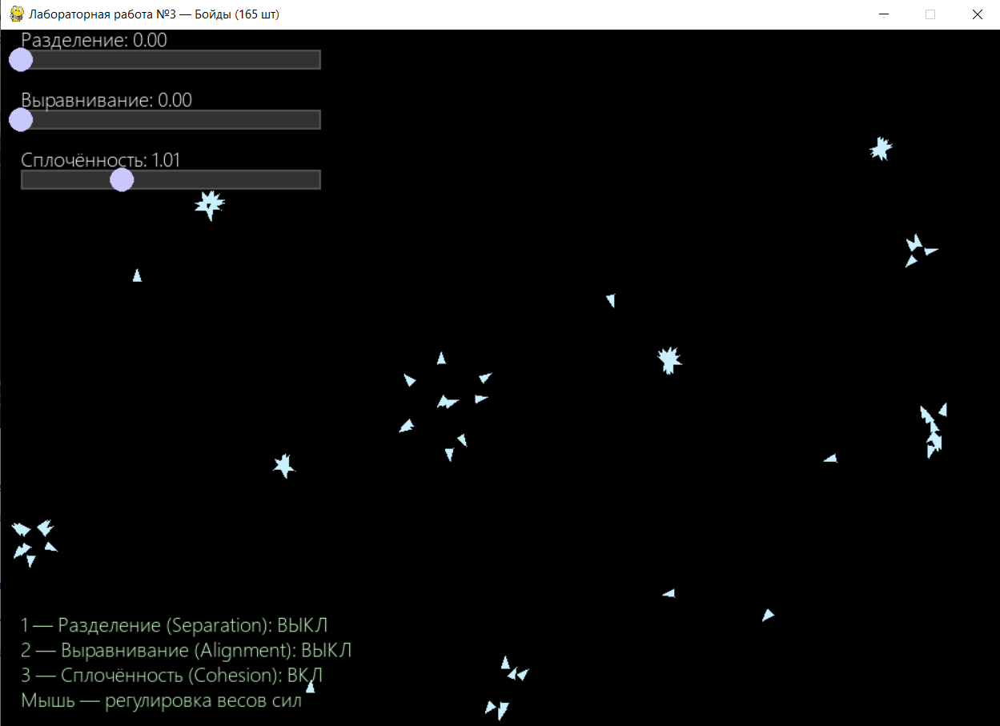 Лабораторная работа №3 — Бойды (165 шт)
Разделение: 0.00
Выравнивание: 0.00
Сплочённость: 1.01
1 — Разделение (Separation): ВЫКЛ
2 — Выравнивание (Alignment): ВЫКЛ
3 — Сплочённость (Cohesion): ВКЛ
Мышь — регулировка весов сил